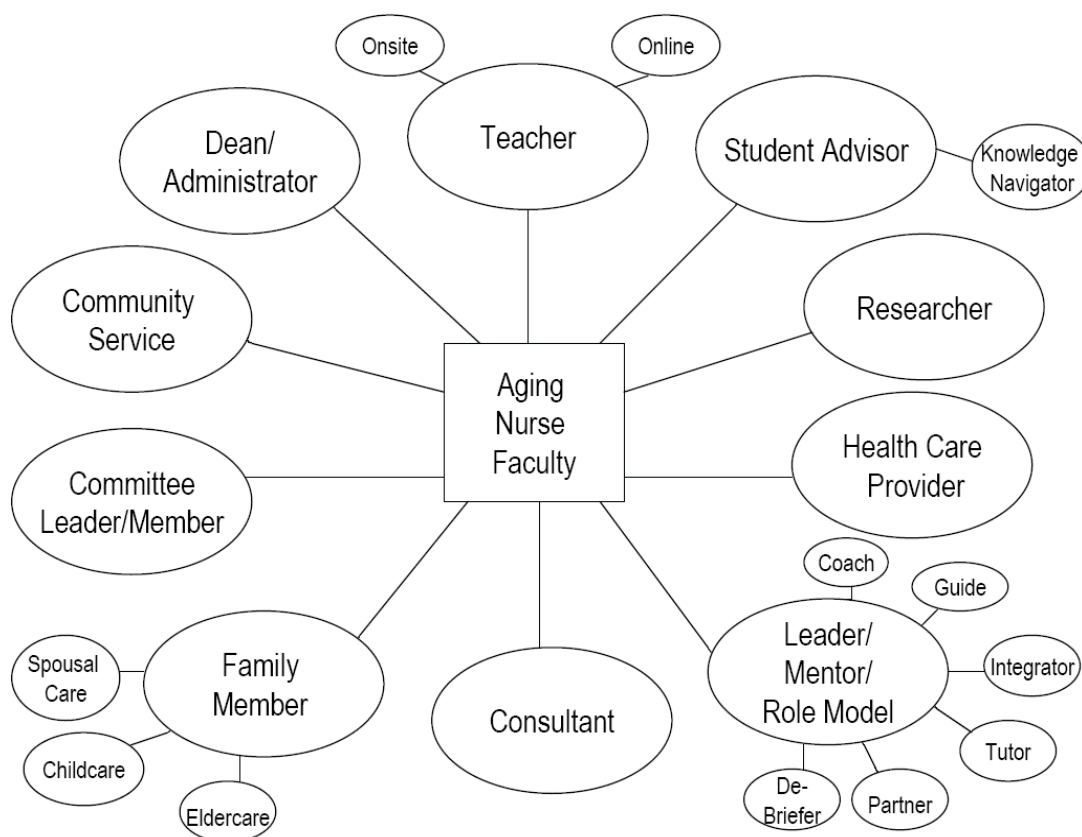 Onsite
Online
Teacher
Dean/
Administrator
Student Advisor
Knowledge
Navigator
Community
Service
Researcher
Aging
Nurse
Faculty
Committee
Leader/Member
Health Care
Provider
Family
Member
Spousal
Care
Childcare
Eldercare
Consultant
Leader/
Mentor/
Role Model
Coach
Guide
Integrator
Tutor
Partner
De-
Briefer